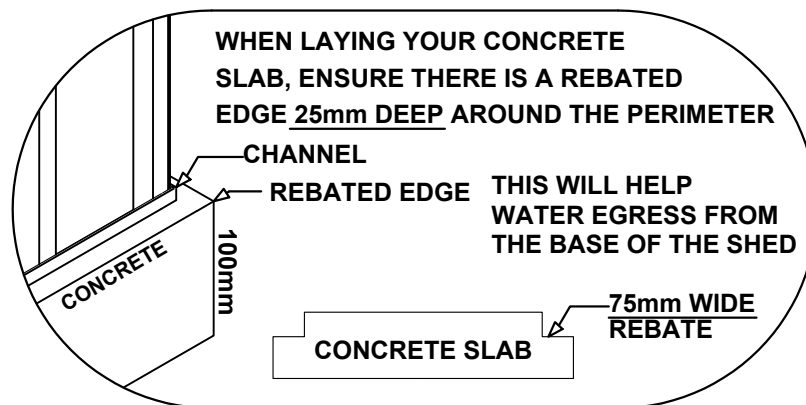 WHEN LAYING YOUR CONCRETE
SLAB, ENSURE THERE IS A REBATED
EDGE 25mm DEEP AROUND THE PERIMETER
CHANNEL
REBATED EDGE
THIS WILL HELP
WATER EGRESS FROM
THE BASE OF THE SHED
CONCRETE
100mm
75mm WIDE
REBATE
CONCRETE SLAB